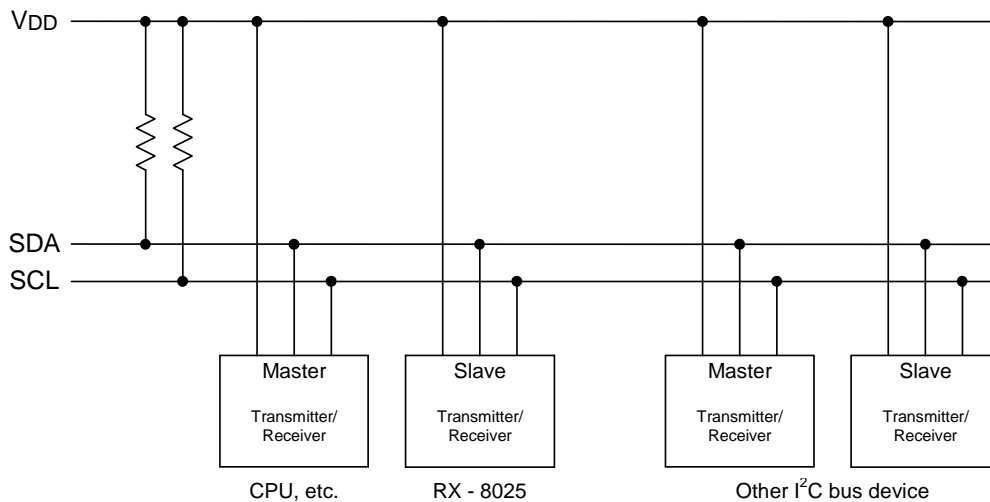 VDD
SDA
SCL
Master
Transmitter/
Receiver
Slave
Transmitter/
Receiver
Master
Transmitter/
Receiver
Slave
Transmitter/
Receiver
CPU, etc.
RX - 8025
Other I²C bus device